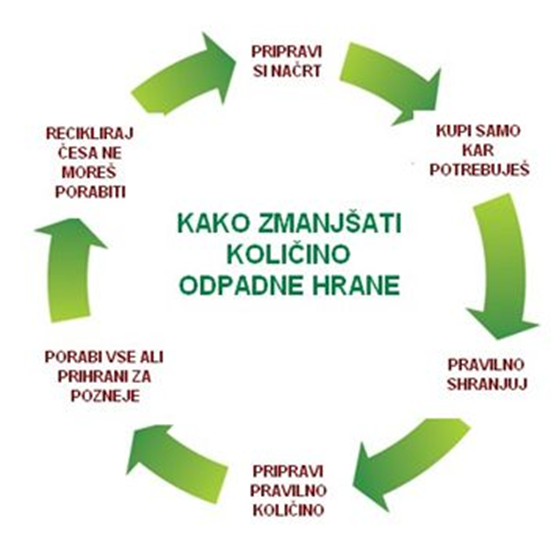 PRIPRAVI
SI NAČRT
KUPI SAMO
KAR
POTREBUJEŠ
PRAVILNO
SHRANJUJ
PRIPRAVI
PRAVILNO
KOLIČINO
PORABI VSE ALI
PRIHRANI ZA
POZNEJE
RECIKLIRAJ
ČESA NE
MOREŠ
PORABITI
KAKO ZMANJŠATI
KOLIČINO
ODPADNE HRANE